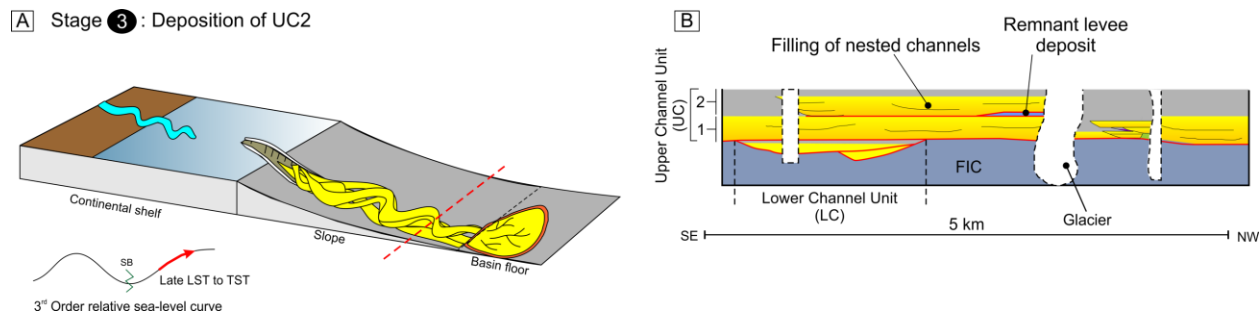 A Stage 3 : Deposition of UC2
Continental shelf
Slope
Basin floor
SB
Late LST to TST
3rd Order relative sea-level curve
B
Filling of nested channels
Remnant levee
deposit
Upper Channel Unit
(UC)
2
1
FIC
Lower Channel Unit
(LC)
Glacier
5 km
SE
NW